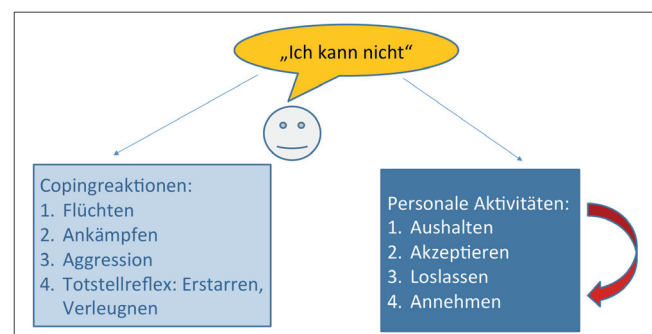 „Ich kann nicht“
Copingreaktionen:
1. Flüchten
2. Ankämpfen
3. Aggression
4. Totstellreflex: Erstarren,
Verleugnen
Personale Aktivitäten:
1. Aushalten
2. Akzeptieren
3. Loslassen
4. Annehmen